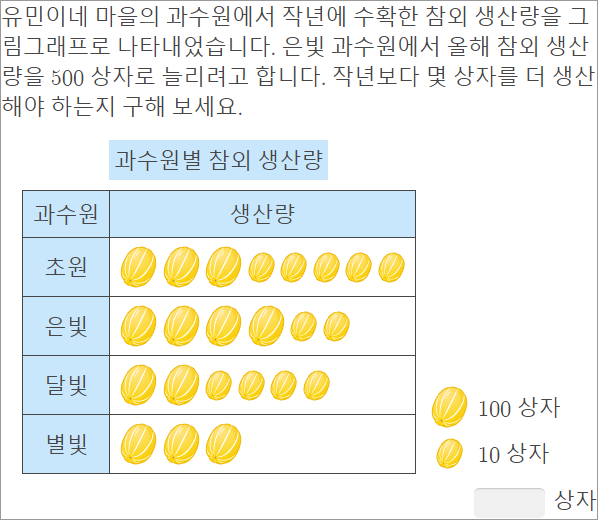 유민이네 마을의 과수원에서 작년에 수확한 참외 생산량을 그
림그래프로 나타내었습니다. 은빛 과수원에서 올해 참외 생산
량을 500 상자로 늘리려고 합니다. 작년보다 몇 상자를 더 생산
해야 하는지 구해 보세요.
과수원별 참외 생산량
과수원 생산량
초원
은빛
달빛
별빛
100 상자
10 상자
상자